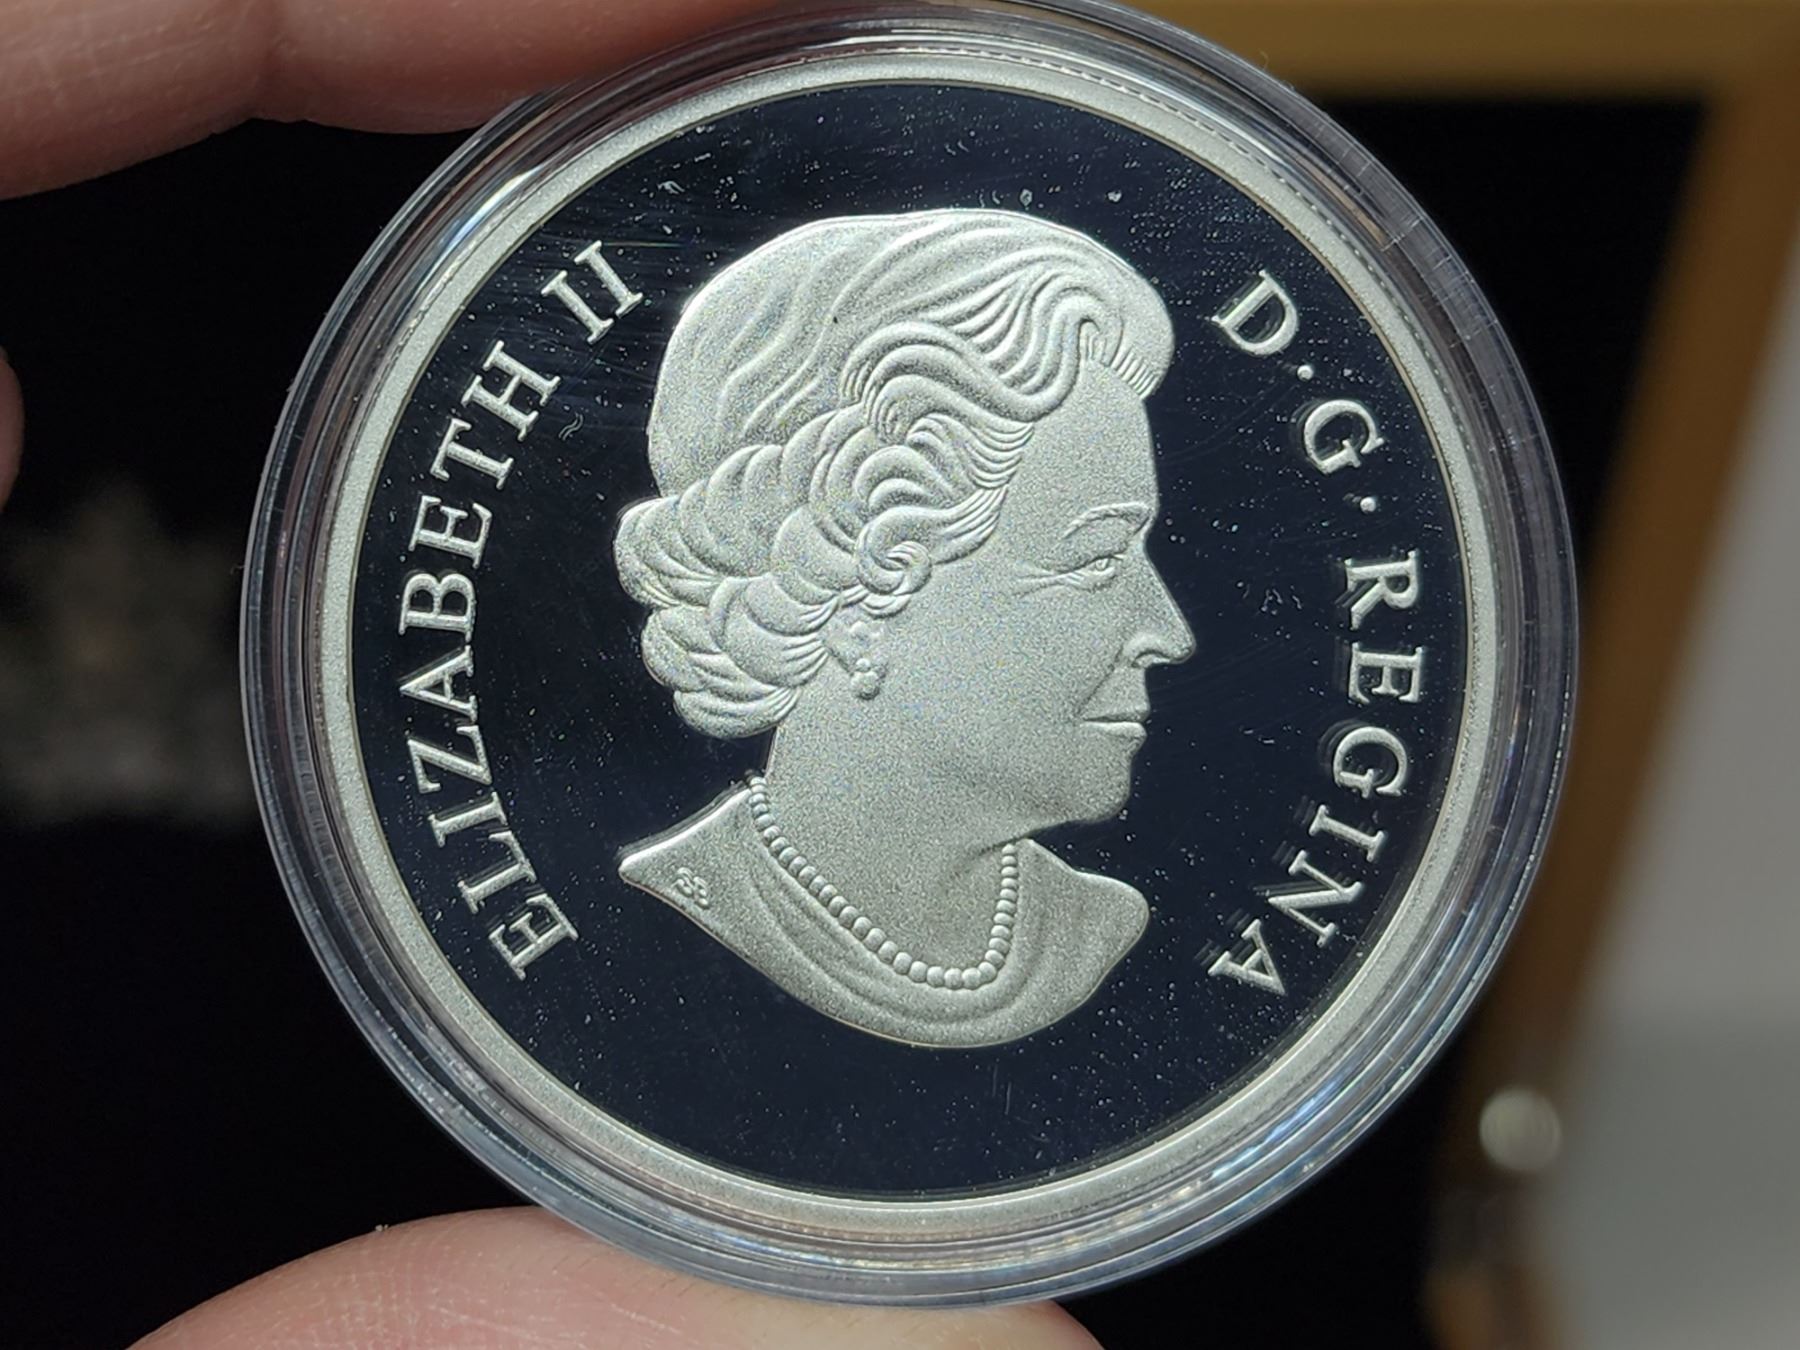 ELIZABETH II
D.G. REGINA